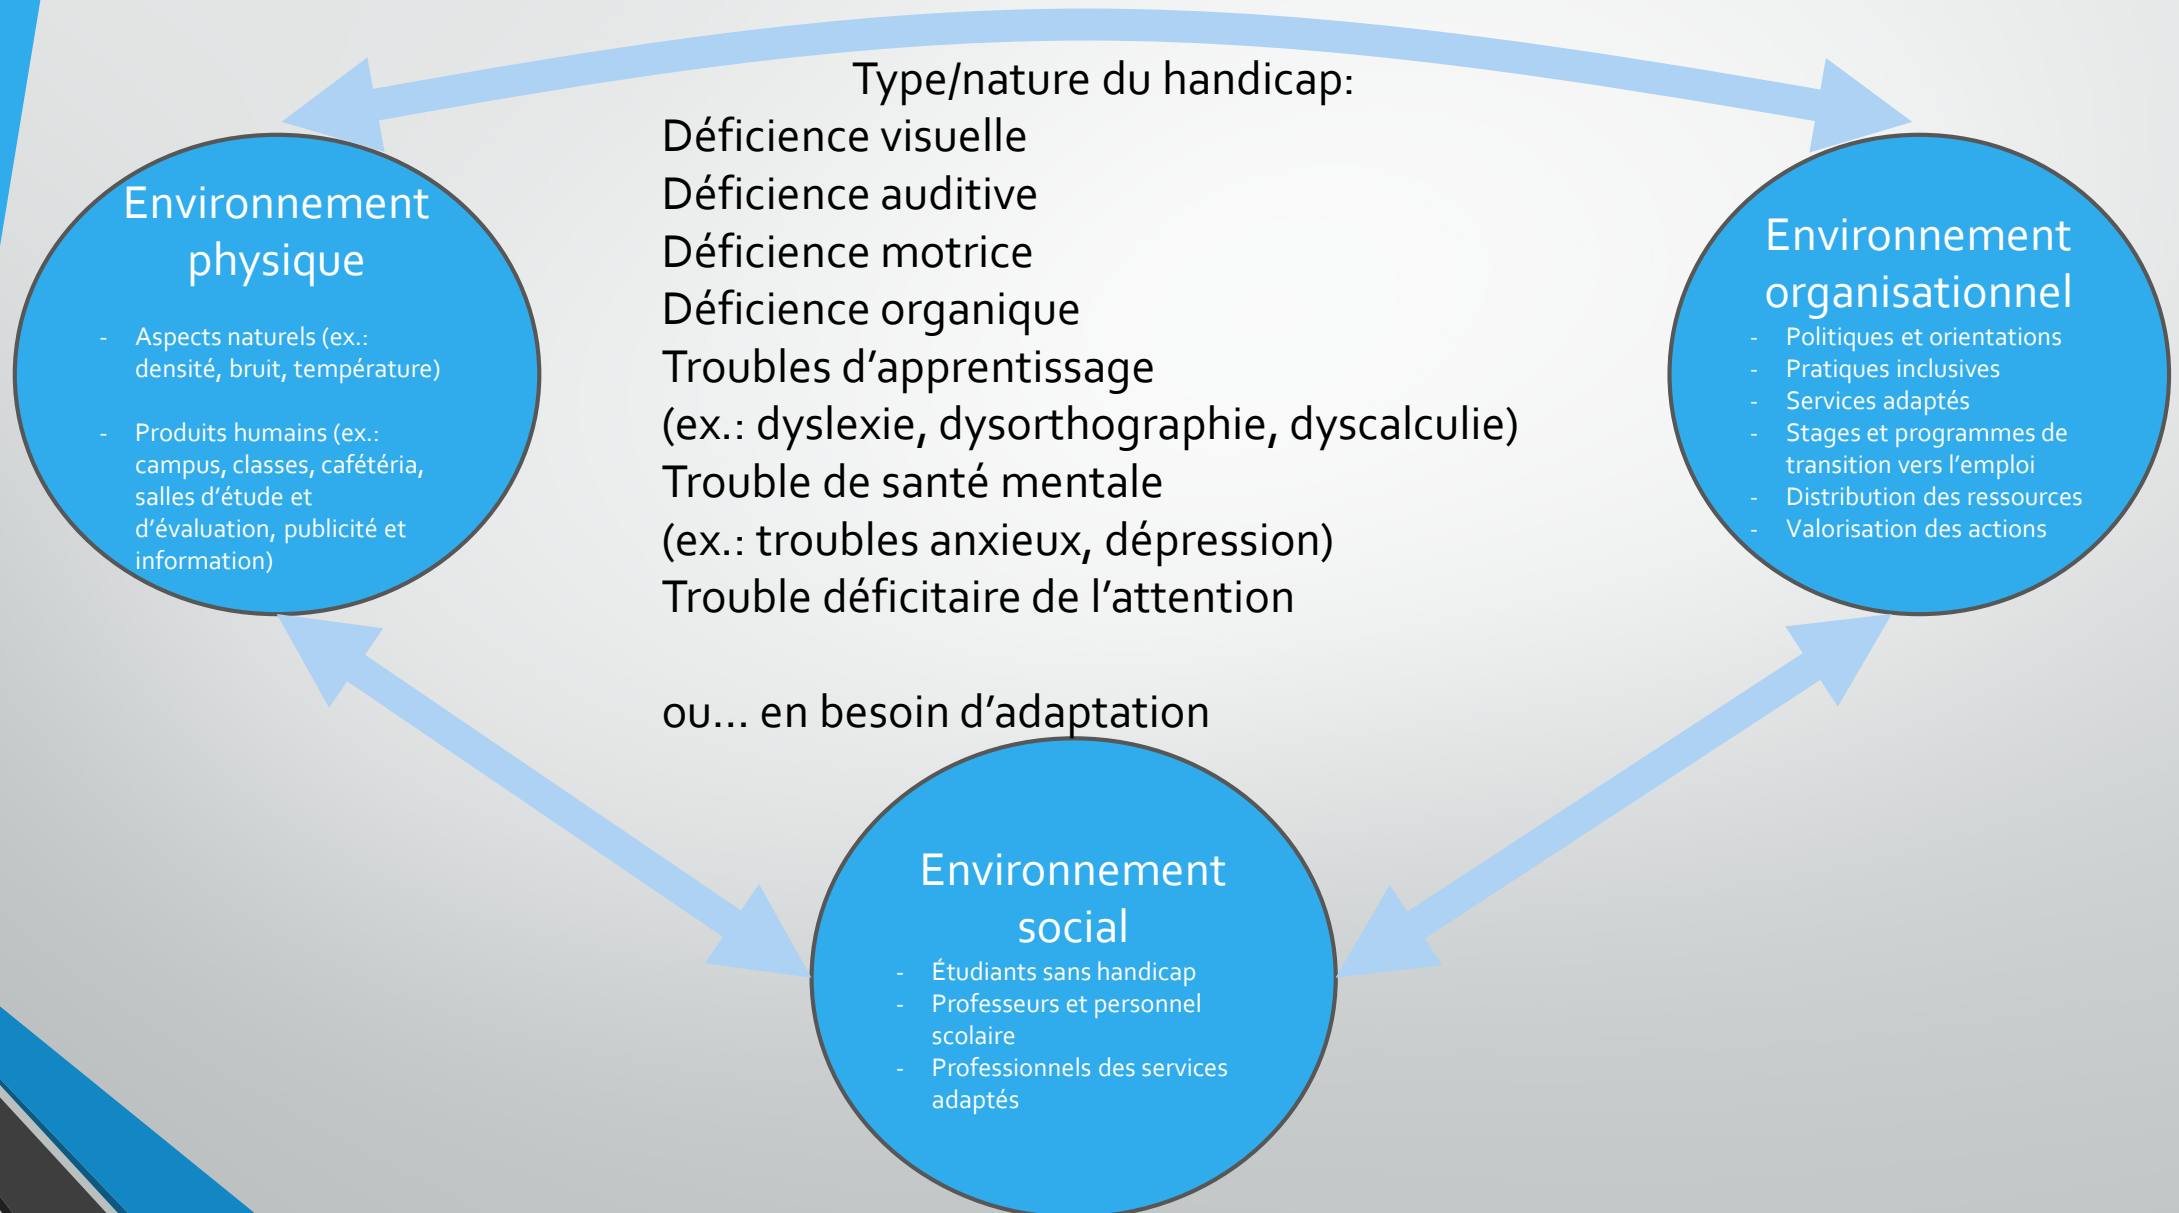 Type/nature du handicap:
Déficience visuelle
Déficience auditive
Déficience motrice
Déficience organique
Troubles d’apprentissage
(ex.: dyslexie, dysorthographie, dyscalculie)
Trouble de santé mentale
(ex.: troubles anxieux, dépression)
Trouble déficitaire de l’attention
ou... en besoin d’adaptation
Environnement
physique
- Aspects naturels (ex.:
densité, bruit, température)
- Produits humains (ex.:
campus, classes, cafétéria,
salles d’étude et
d’évaluation, publicité et
information)
Environnement
organisationnel
- Politiques et orientations
- Pratiques inclusives
- Services adaptés
- Stages et programmes de
transition vers l’emploi
- Distribution des ressources
- Valorisation des actions
Environnement
social
- Étudiants sans handicap
- Professeurs et personnel
scolaire
- Professionnels des services
adaptés